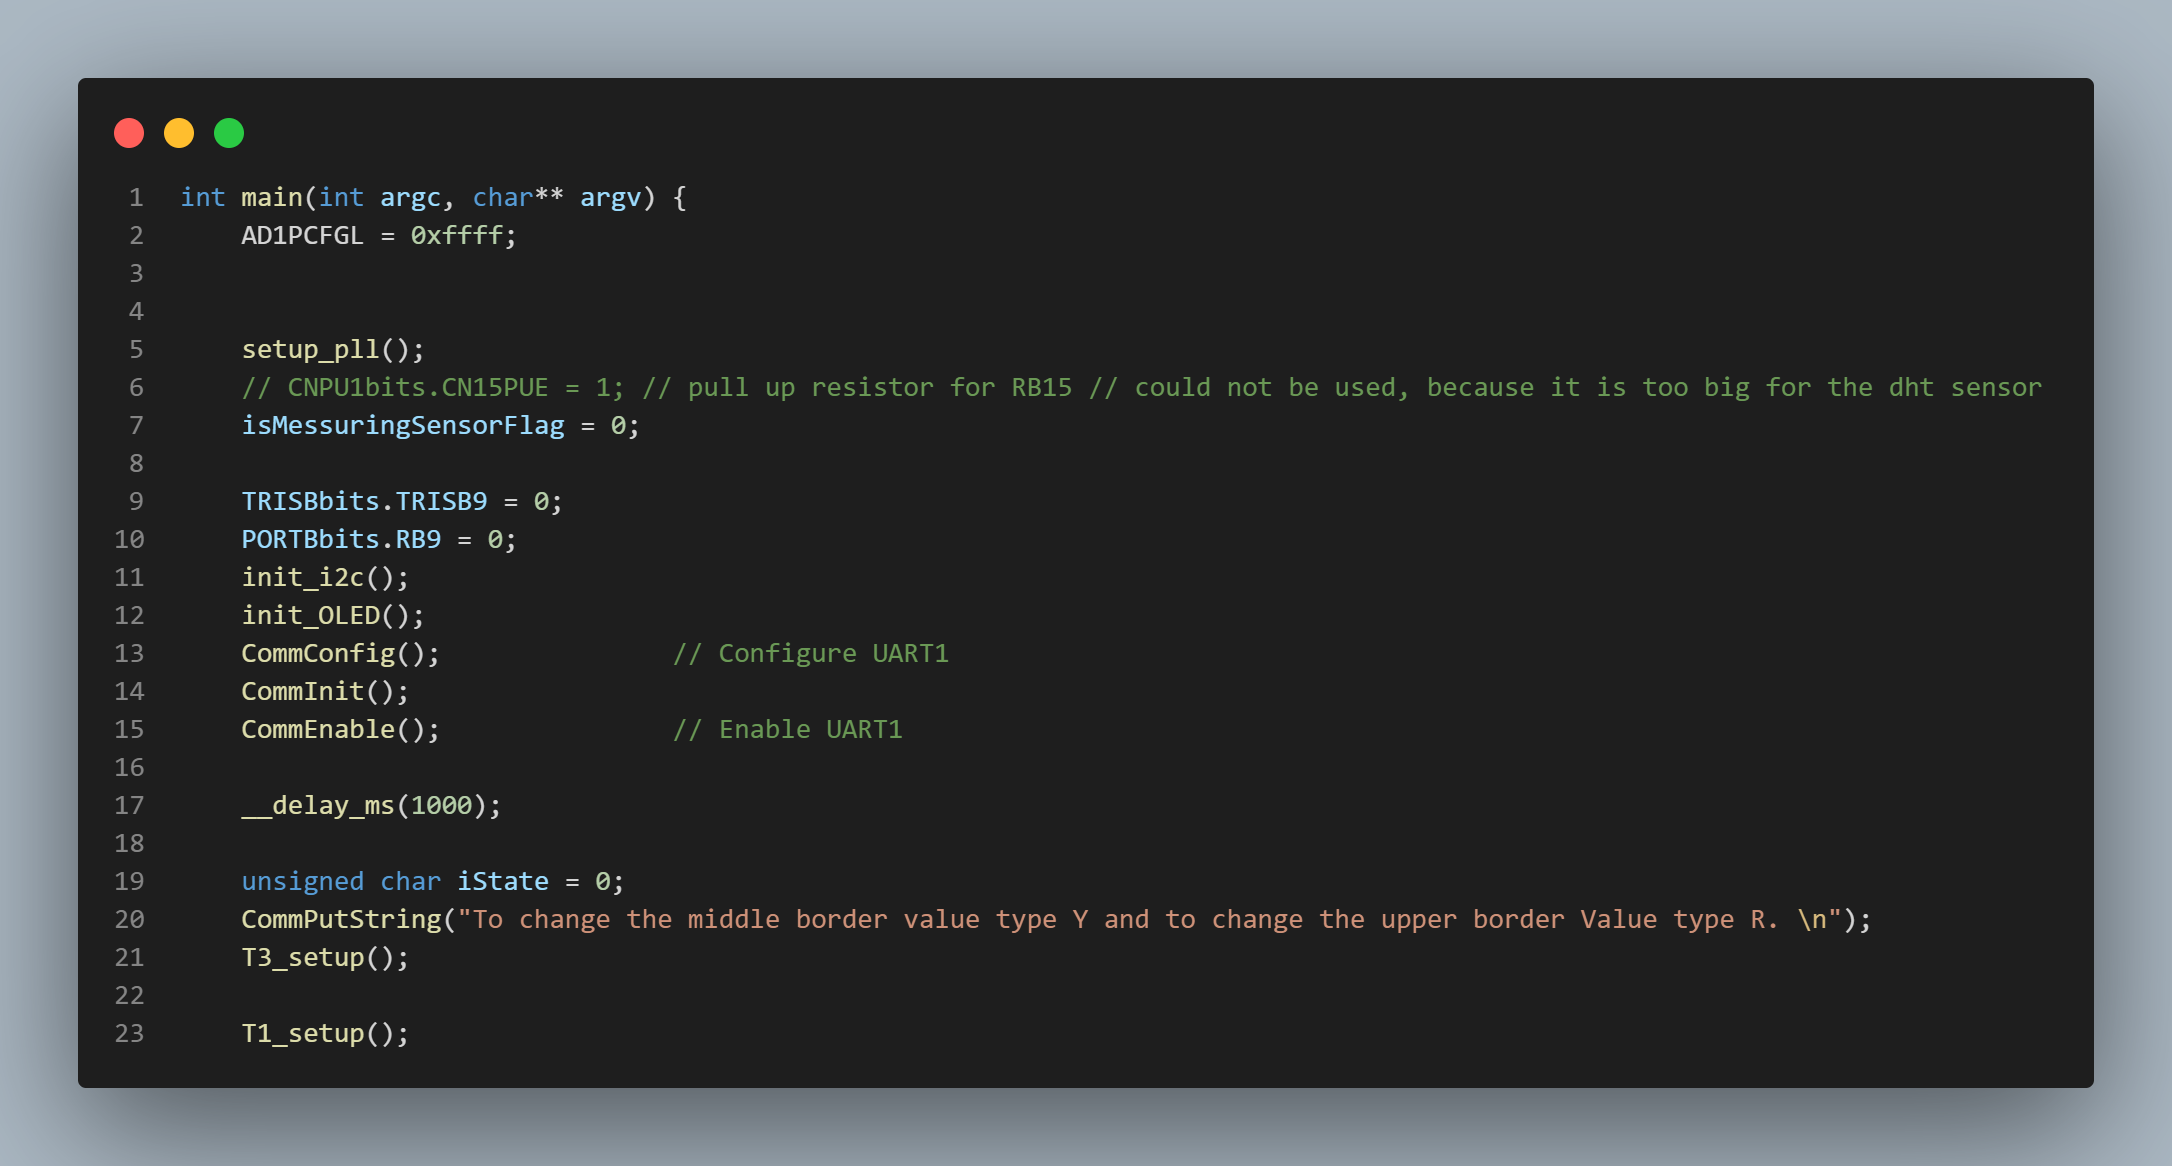 1 int main(int argc, char** argv) {
2     AD1PCFGL = 0xffff;
3
4
5     setup_pll();
6     // CNPU1bits.CN15PUE = 1; // pull up resistor for RB15 // could not be used, because it is too big for the dht sensor
7     isMessuringSensorFlag = 0;
8
9     TRISBbits.TRISB9 = 0;
10     PORTBbits.RB9 = 0;
11     init_i2c();
12     init_OLED();
13     CommConfig();               // Configure UART1
14     CommInit();
15     CommEnable();               // Enable UART1
16
17     __delay_ms(1000);
18
19     unsigned char iState = 0;
20     CommPutString("To change the middle border value type Y and to change the upper border Value type R. \n");
21     T3_setup();
22
23     T1_setup();